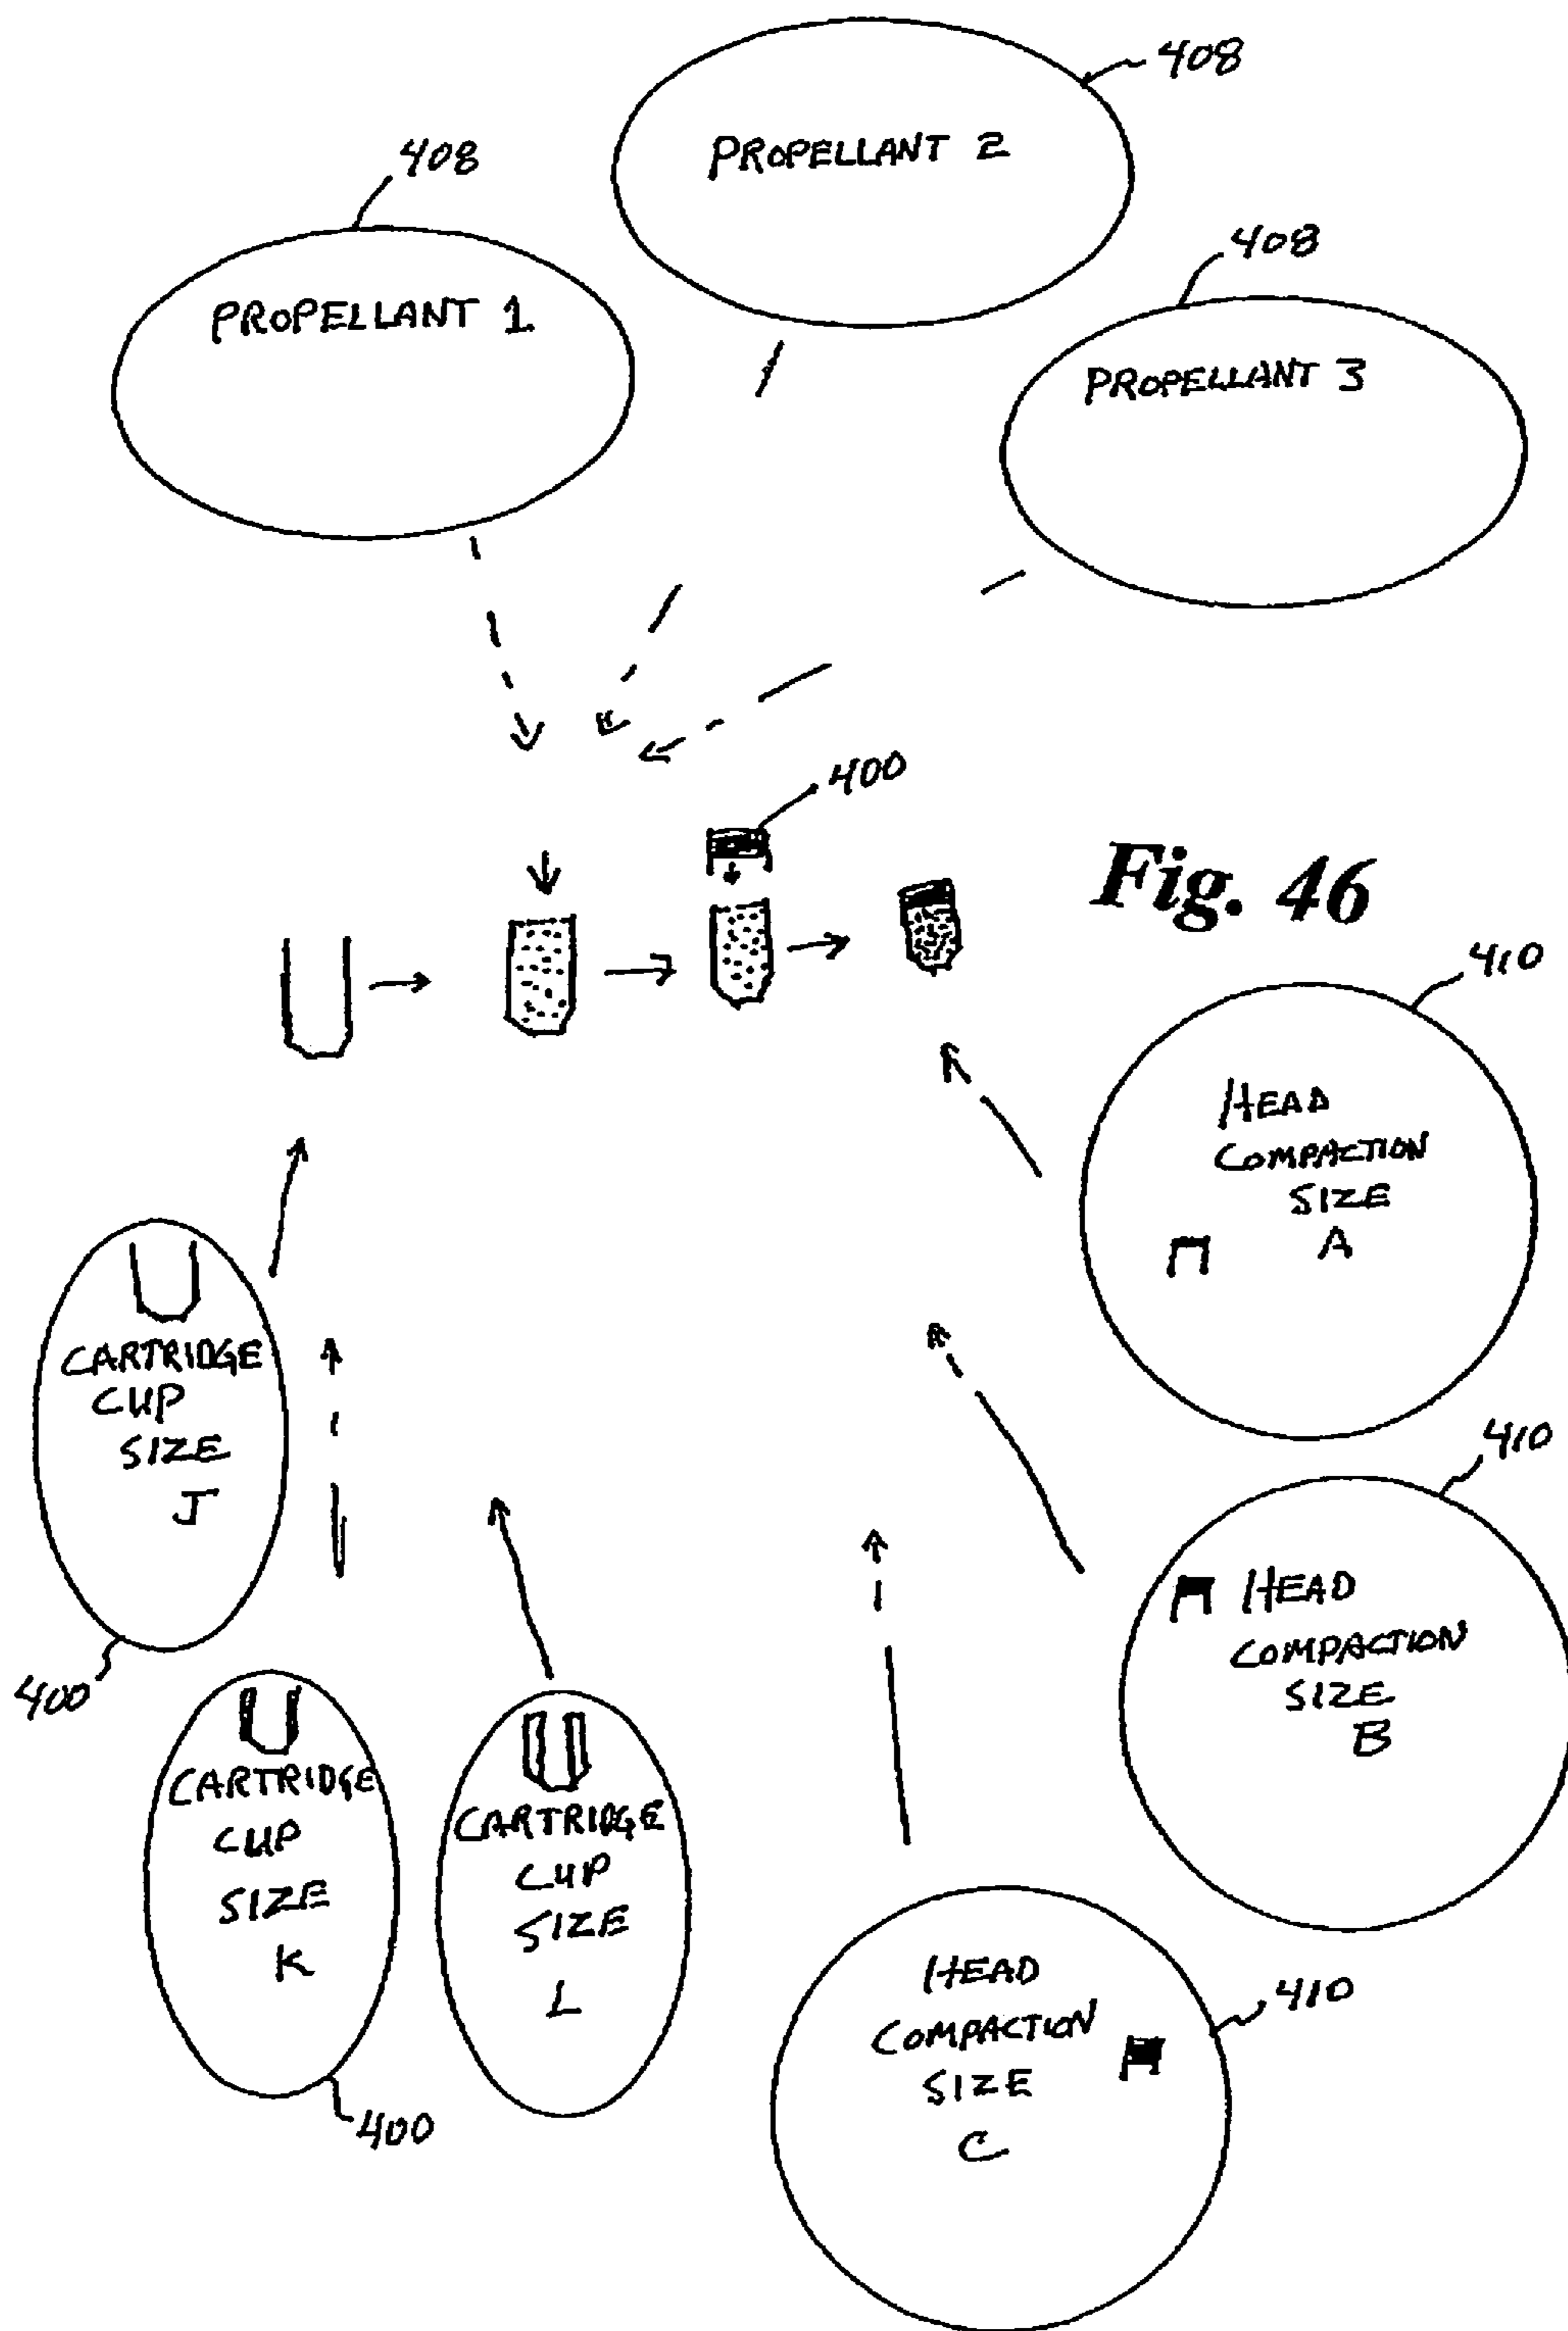 408
PROPELLANT 2
408
PROPELLANT 1
408
PROPELLANT 3
400
Fig. 46
410
HEAD
COMPACTION
SIZE
A
CARTRIDGE
CUP
SIZE
J
400
410
HEAD
COMPACTION
SIZE
B
CARTRIDGE
CUP
SIZE
K
400
CARTRIDGE
CUP
SIZE
L
410
HEAD
COMPACTION
SIZE
C